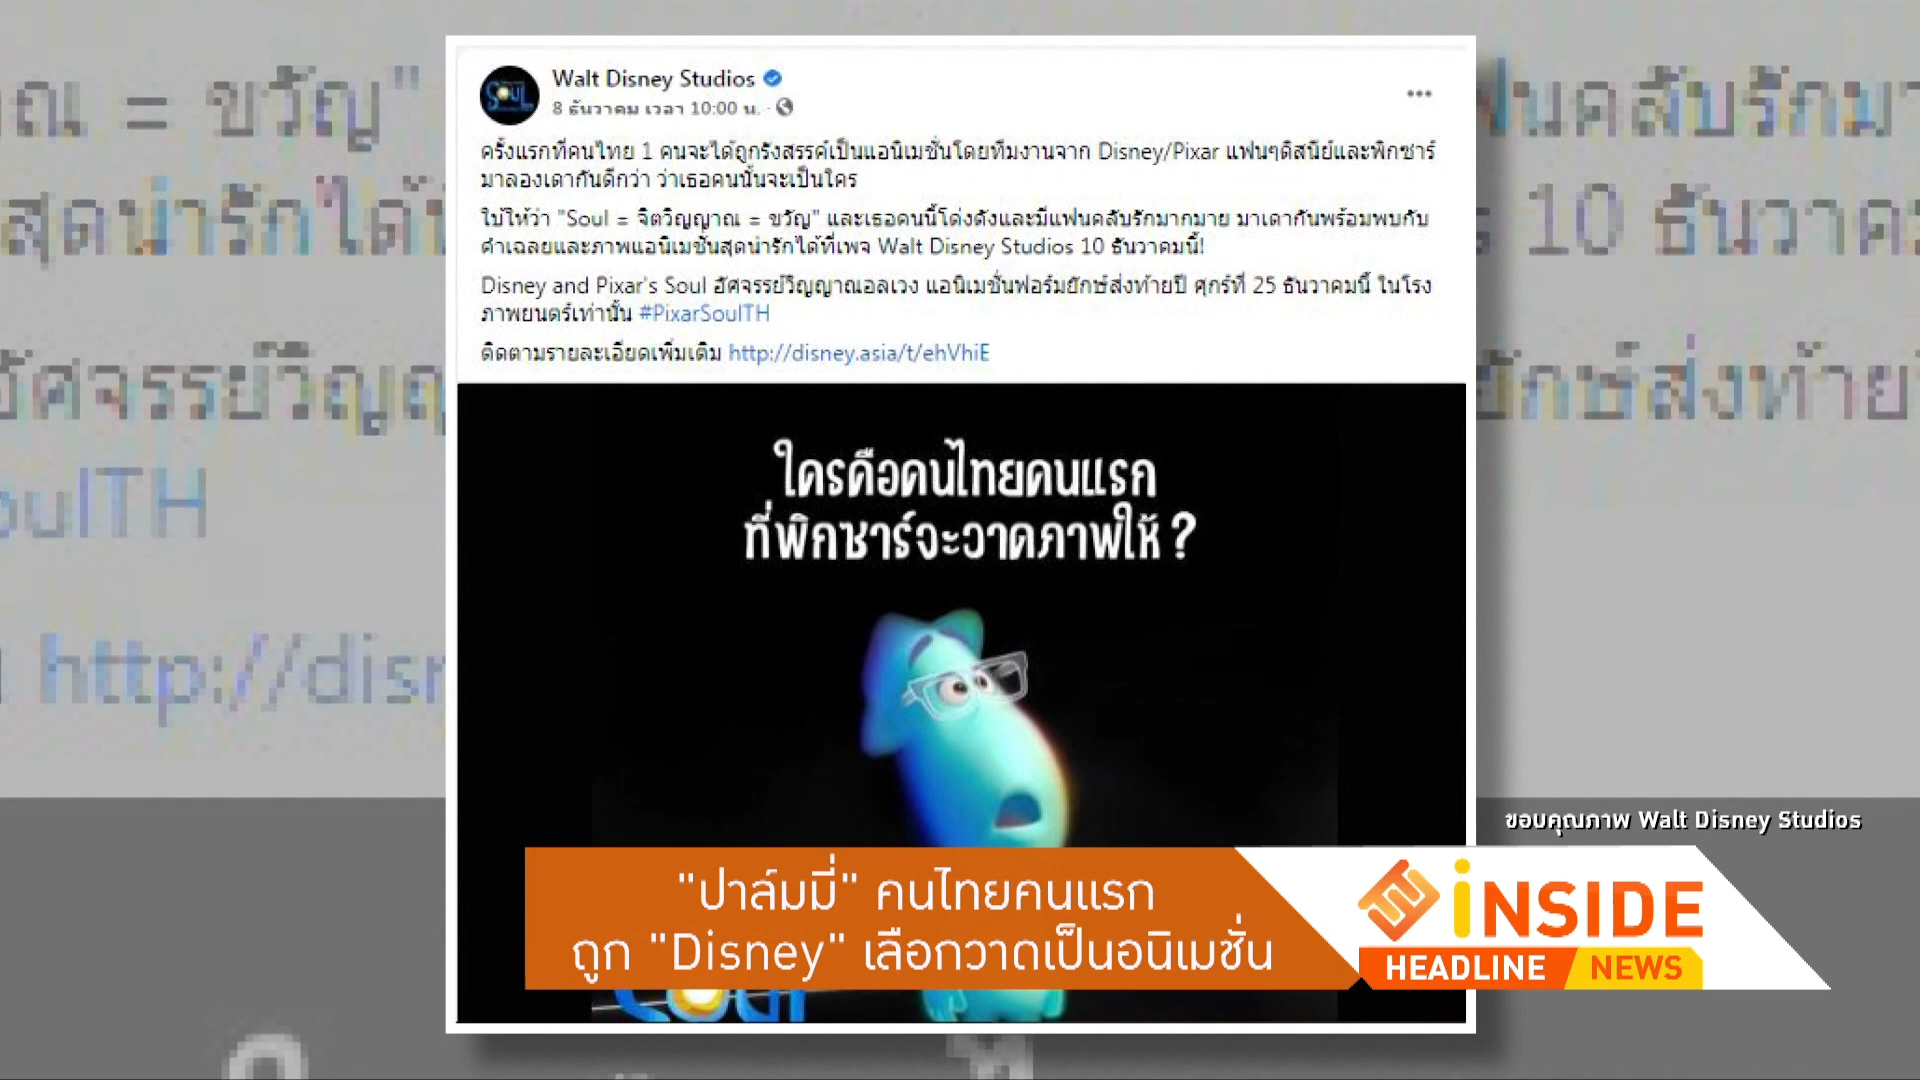 Walt Disney Studios
8 ธันวาคม เวลา 10:00 น. ·
ครั้งแรกที่คนไทย 1 คนจะได้ถูกรังสรรค์เป็นแอนิเมชั่นโดยทีมงานจาก Disney/Pixar แฟนๆดิสนีย์และพิกซาร์
มาลองเดากันดีกว่า ว่าเธอคนนั้นจะเป็นใคร
ใบ้ให้ว่า "Soul = จิตวิญญาณ = ขวัญ" และเธอคนนี้โด่งดังและมีแฟนคลับรักมากมาย มาเดากันพร้อมพบกับ
คำเฉลยและภาพแอนิเมชั่นสุดน่ารักได้ที่เพจ Walt Disney Studios 10 ธันวาคมนี้!
Disney and Pixar's Soul อัศจรรย์วิญญาณอลเวง แอนิเมชั่นฟอร์มยักษ์ส่งท้ายปี ศุกร์ที่ 25 ธันวาคมนี้ ในโรง
ภาพยนตร์เท่านั้น #PixarSoulTH
ติดตามรายละเอียดเพิ่มเติม http://disney.asia/t/ehVhiE
ใครคือคนไทยคนแรก
ที่พิกซาร์จะวาดภาพให้ ?
ขอบคุณภาพ Walt Disney Studios
"ปาล์มมี่" คนไทยคนแรก
ถูก "Disney" เลือกวาดเป็นอนิเมชั่น
iNSIDE
HEADLINE NEWS